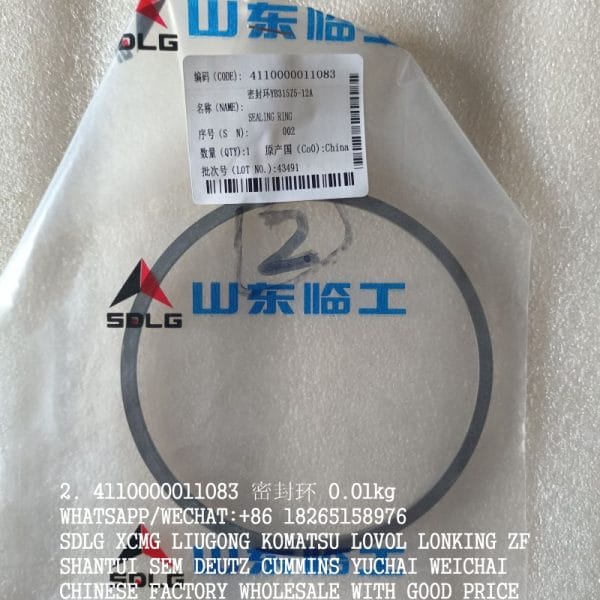 SDLG 山东临工
编码(CODE): 4110000011083
密封环YB315Z5-12A
名称(NAME):
SEALING RING
序号(S N): 002
数量(QTY):1 原产国(CoO):China
批次号(LOT NO.):43491
2.
SDLG 山东临工
2. 4110000011083 密封环 0.01kg
WHATSAPP/WECHAT:+86 18265158976
SDLG XCMG LIUGONG KOMATSU LOVOL LONKING ZF
SHANTUI SEM DEUTZ CUMMINS YUCHAI WEICHAI
CHINESE FACTORY WHOLESALE WITH GOOD PRICE